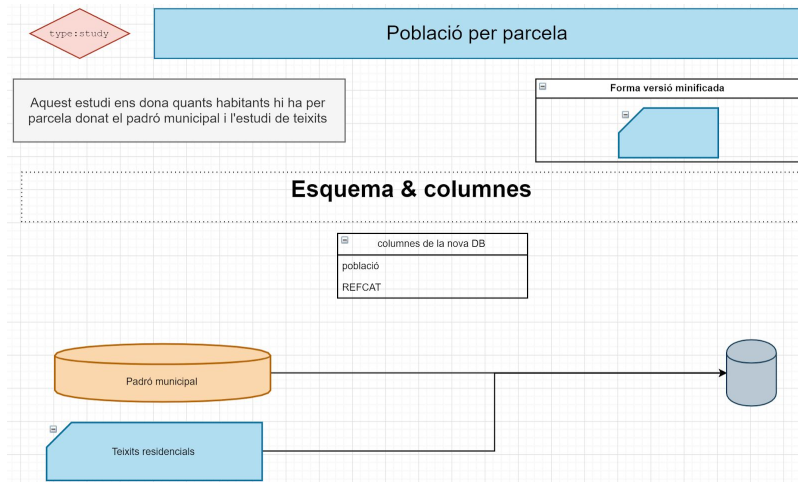 type:study
Població per parcela
Aquest estudi ens dona quants habitants hi ha per
parcela donat el padró municipal i l'estudi de teixits
Forma versió minificada
Esquema & columnes
columnes de la nova DB
població
REFCAT
Padró municipal
Teixits residencials